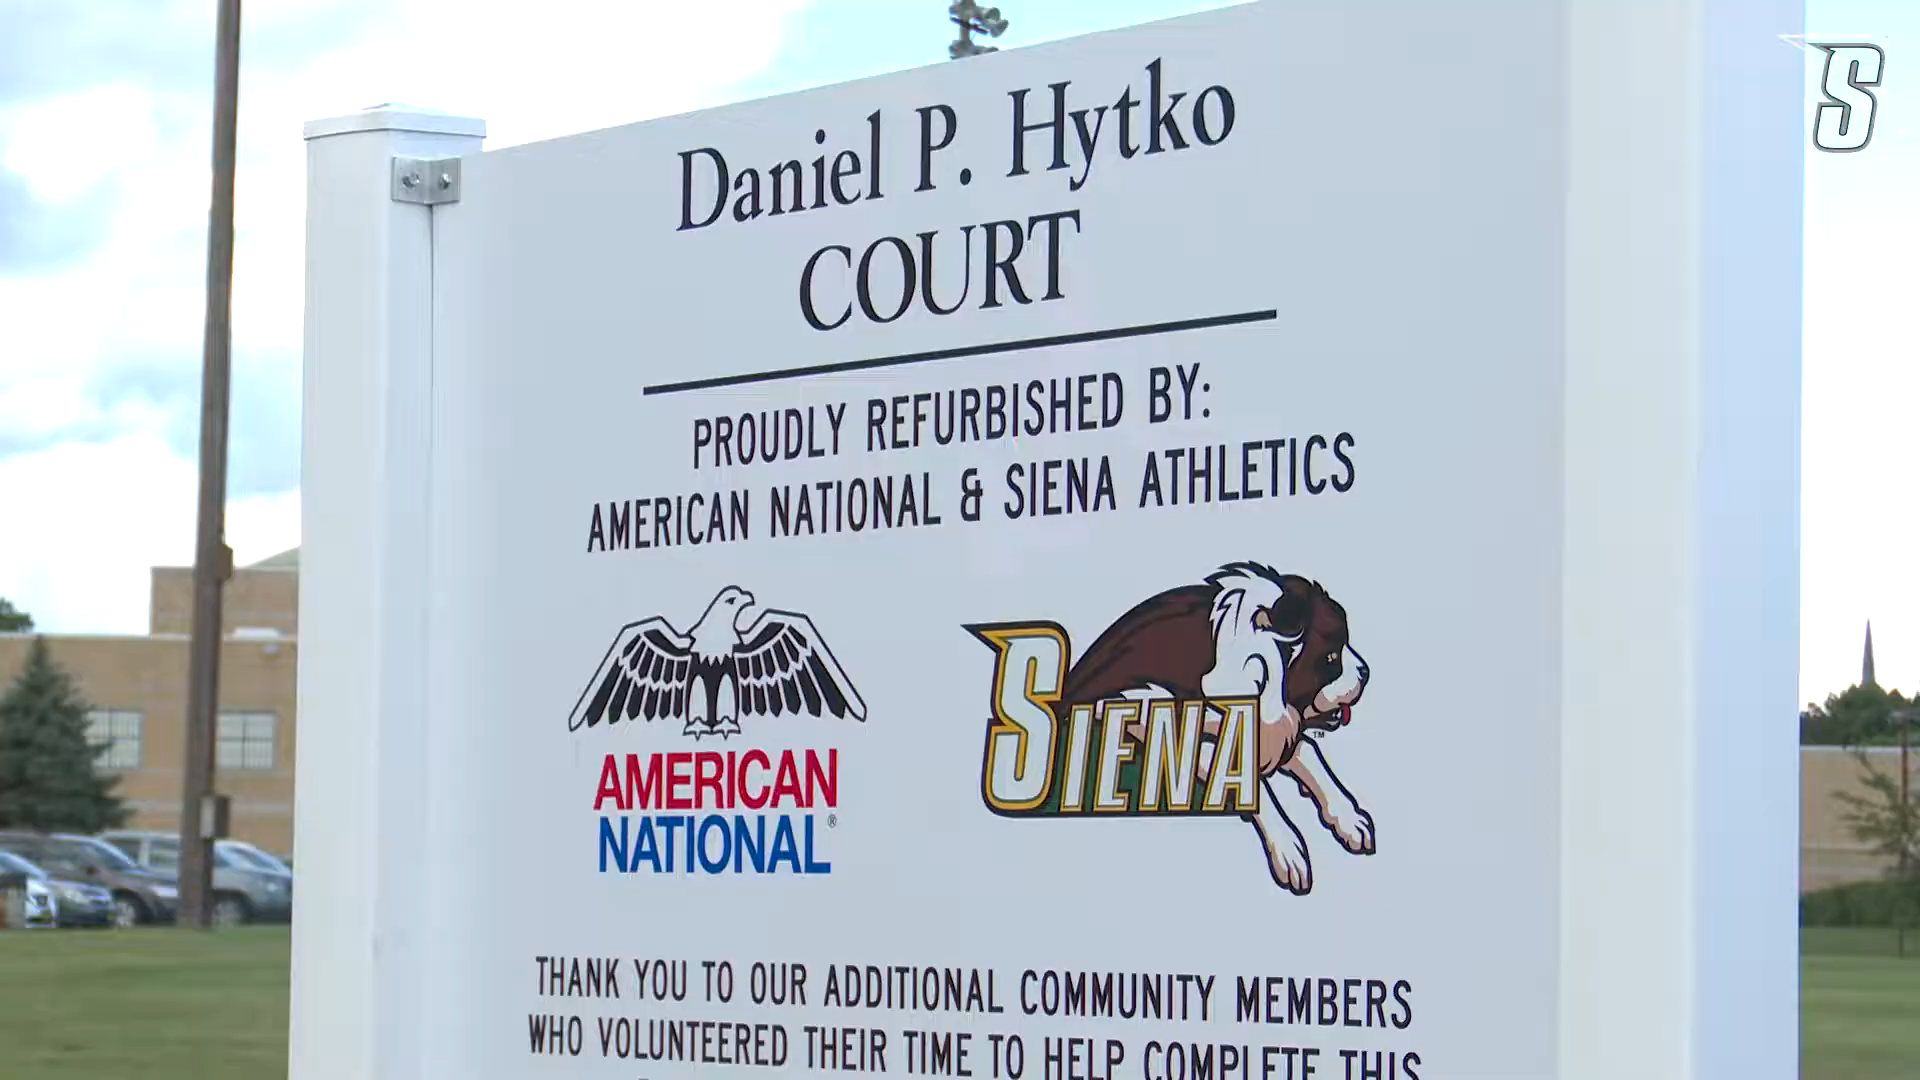 Daniel P. Hytko
COURT
PROUDLY REFURBISHED BY:
AMERICAN NATIONAL & SIENA ATHLETICS
AMERICAN
NATIONAL®
SIENA
TM
THANK YOU TO OUR ADDITIONAL COMMUNITY MEMBERS
WHO VOLUNTEERED THEIR TIME TO HELP COMPLETE THIS
S